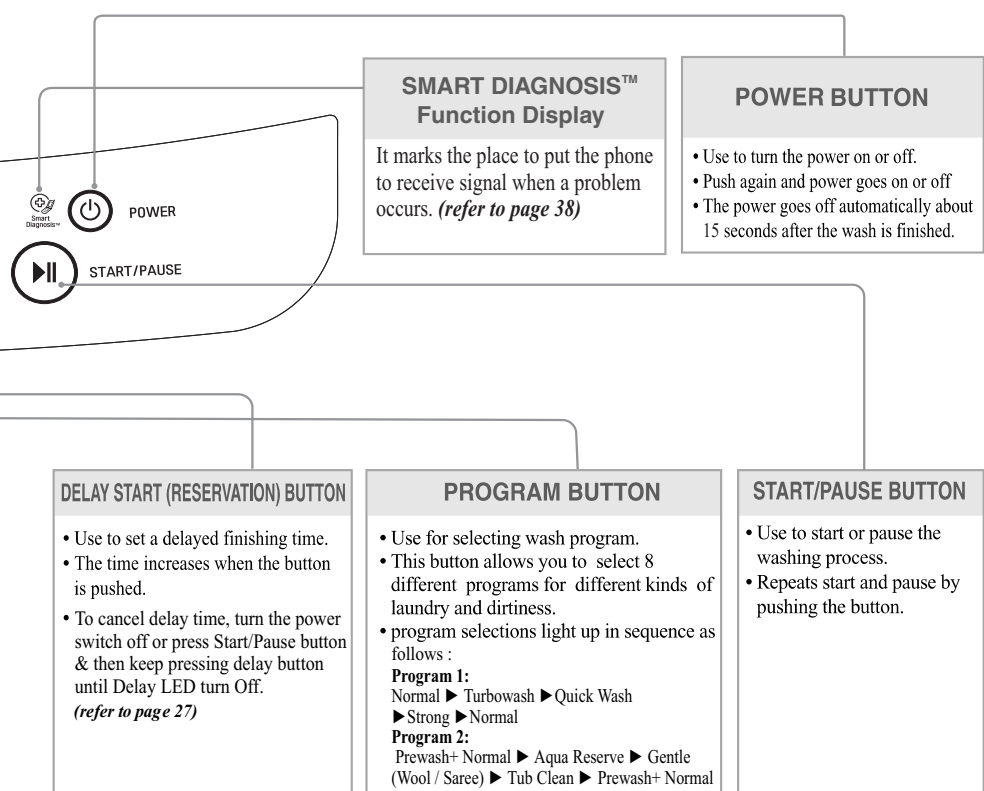 SMART DIAGNOSIS™
Function Display
It marks the place to put the phone
to receive signal when a problem
occurs. (refer to page 38)
POWER BUTTON
• Use to turn the power on or off.
• Push again and power goes on or off
• The power goes off automatically about
15 seconds after the wash is finished.
Smart
Diagnosis™
POWER
START/PAUSE
DELAY START (RESERVATION) BUTTON
• Use to set a delayed finishing time.
• The time increases when the button
is pushed.
• To cancel delay time, turn the power
switch off or press Start/Pause button
& then keep pressing delay button
until Delay LED turn Off.
(refer to page 27)
PROGRAM BUTTON
• Use for selecting wash program.
• This button allows you to select 8
different programs for different kinds of
laundry and dirtiness.
• program selections light up in sequence as
follows :
Program 1:
Normal ▶ Turbowash ▶Quick Wash
▶Strong ▶Normal
Program 2:
Prewash+ Normal ▶ Aqua Reserve ▶ Gentle
(Wool / Saree) ▶ Tub Clean ▶ Prewash+ Normal
START/PAUSE BUTTON
• Use to start or pause the
washing process.
• Repeats start and pause by
pushing the button.